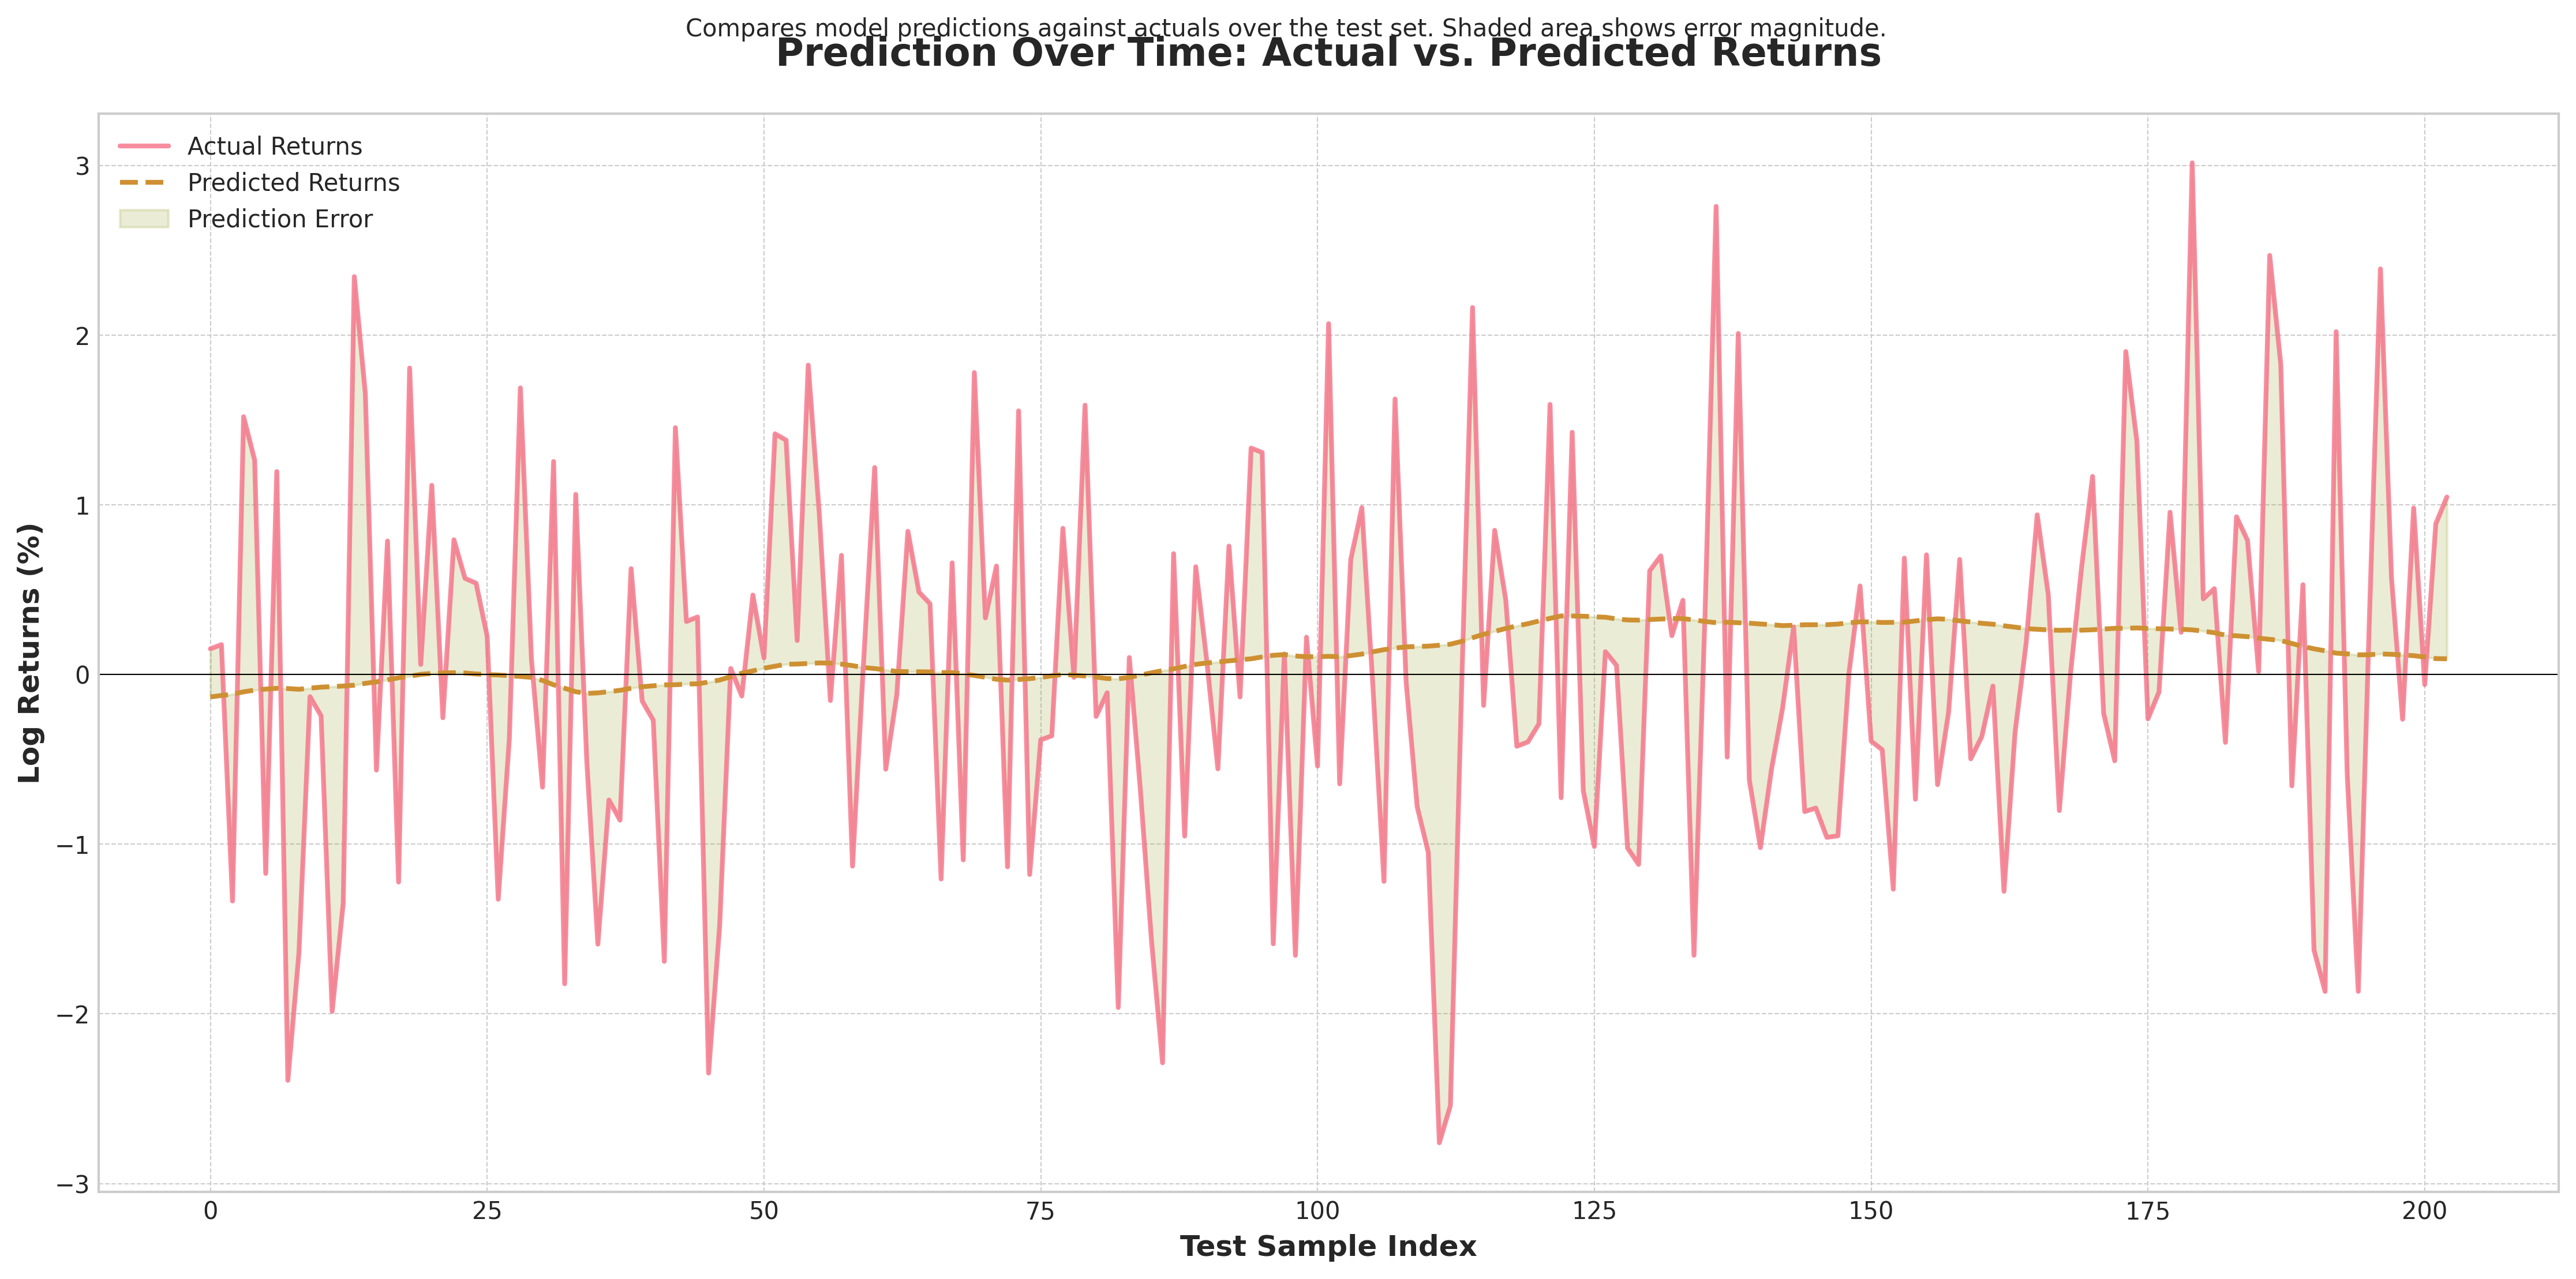 Compares model predictions against actuals over the test set. Shaded area shows error magnitude.
Prediction Over Time: Actual vs. Predicted Returns
Actual Returns
Predicted Returns
Prediction Error
Log Returns (%)
3
2
1
0
−1
−2
−3
0 25 50 75 100 125 150 175 200
Test Sample Index